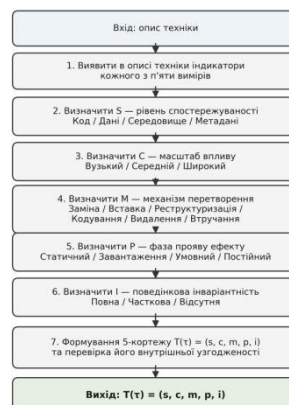 Вхід: опис техніки
1. Виявити в описі техніки індикатори
кожного з п'яти вимірів
2. Визначити S — рівень спостережуваності
Код / Дані / Середовище / Метадані
3. Визначити C — масштаб впливу
Вузький / Середній / Широкий
4. Визначити M — механізм перетворення
Заміна / Вставка / Реструктуризація /
Кодування / Видалення / Втручання
5. Визначити P — фаза прояву ефекту
Статичний / Завантаження / Умовний / Постійний
6. Визначити I — поведінкова інваріантність
Повна / Часткова / Відсутня
7. Формування 5-кортежу T(τ) = (s, c, m, p, i)
та перевірка його внутрішньої узгодженості
Вихід: T(τ) = (s, c, m, p, i)